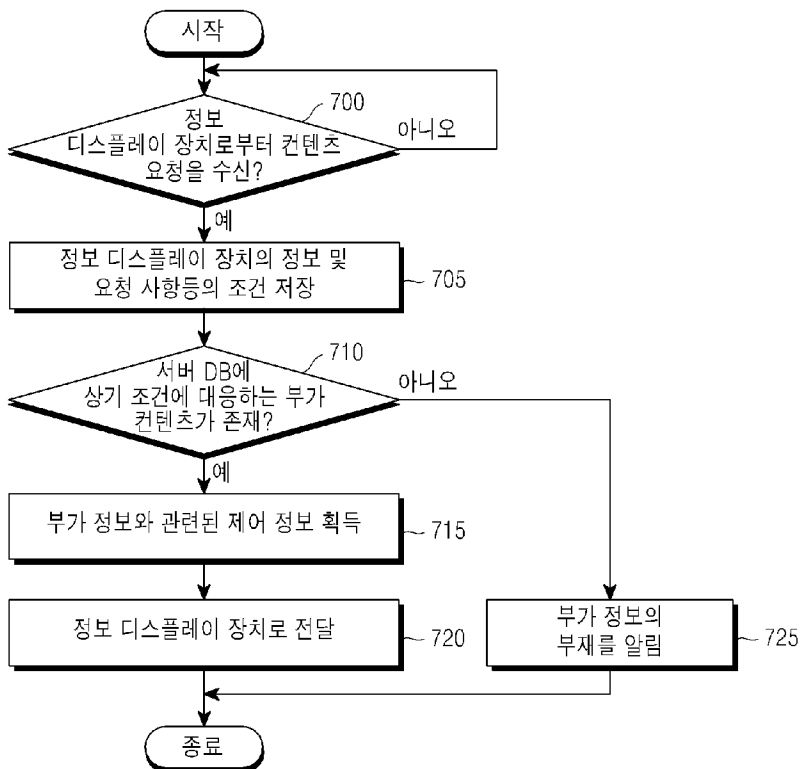 시작
700
정보
디스플레이 장치로부터 컨텐츠
요청을 수신?
아니오
예
정보 디스플레이 장치의 정보 및
요청 사항등의 조건 저장
705
710
서버 DB에
상기 조건에 대응하는 부가
컨텐츠가 존재?
아니오
예
부가 정보와 관련된 제어 정보 획득
715
정보 디스플레이 장치로 전달
720
부가 정보의
부재를 알림
725
종료